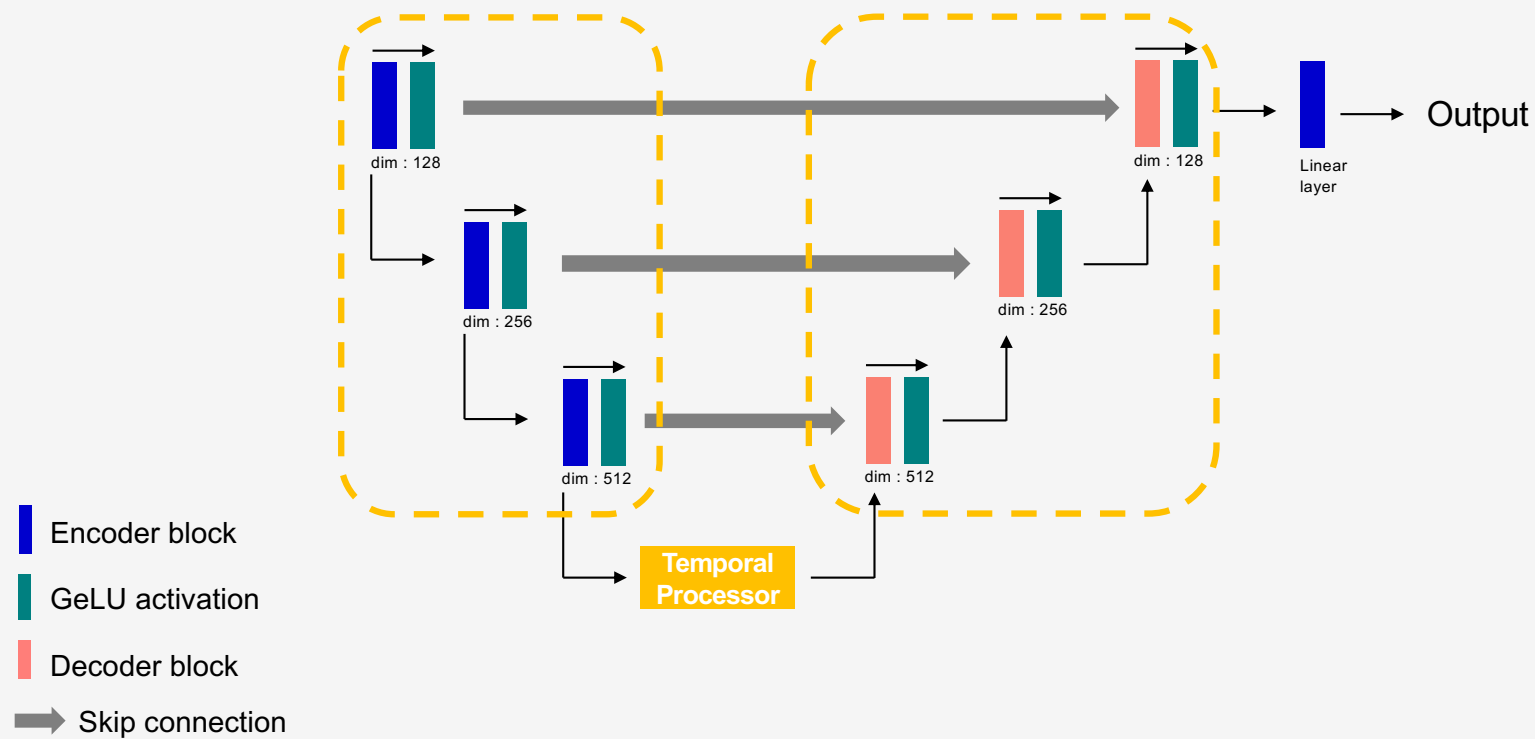 dim : 128
dim : 128
Output
Linear
layer
dim : 256
dim : 256
dim : 512
dim : 512
Temporal
Processor
Encoder block
GeLU activation
Decoder block
Skip connection